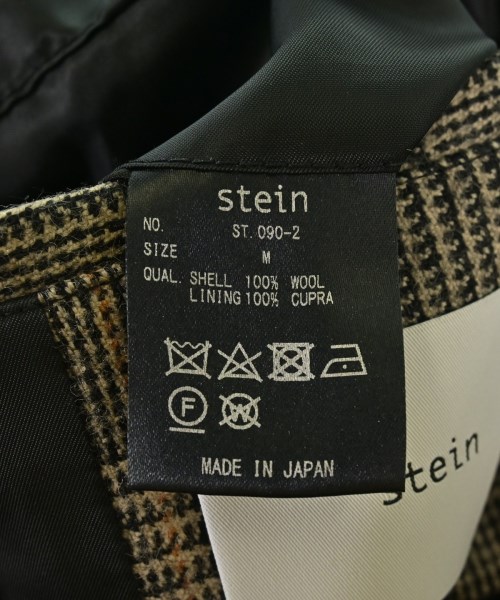 stein
NO. ST.090-2
SIZE M
QUAL. SHELL 100% WOOL
LINING 100% CUPRA
F W
MADE IN JAPAN
stein